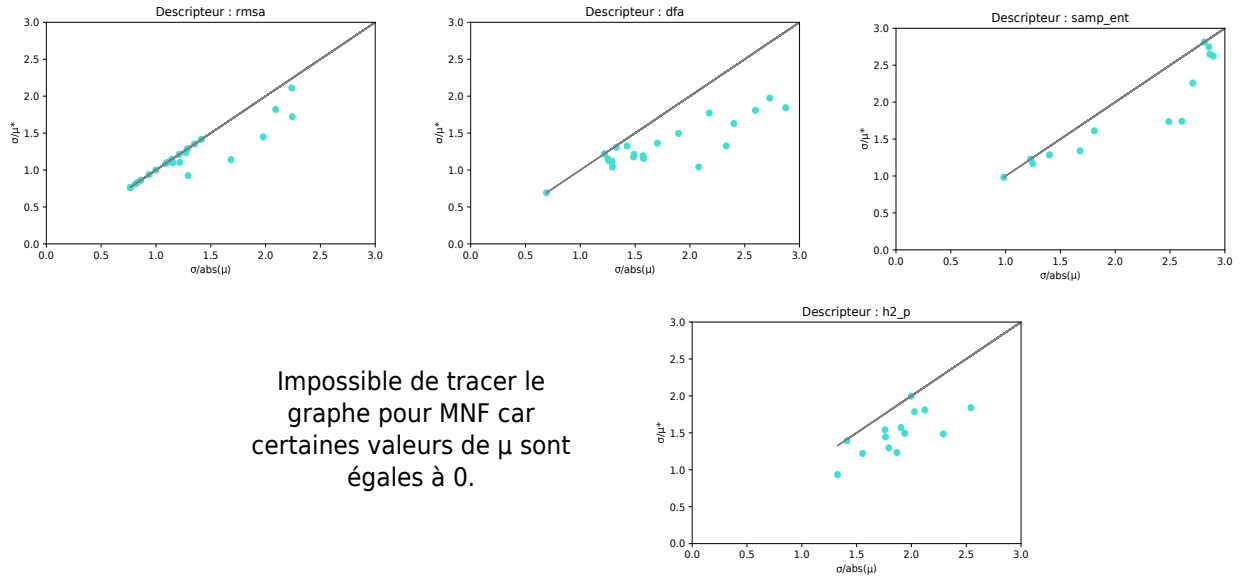 Descripteur : rmsa
3.0
2.5
2.0
1.5
1.0
0.5
0.0
σ/μ*
0.0 0.5 1.0 1.5 2.0 2.5 3.0
σ/abs(μ)
Descripteur : dfa
3.0
2.5
2.0
1.5
1.0
0.5
0.0
σ/μ*
0.0 0.5 1.0 1.5 2.0 2.5 3.0
σ/abs(μ)
Descripteur : samp_ent
3.0
2.5
2.0
1.5
1.0
0.5
0.0
σ/μ*
0.0 0.5 1.0 1.5 2.0 2.5 3.0
σ/abs(μ)
Impossible de tracer le
graphe pour MNF car
certaines valeurs de μ sont
égales à 0.
Descripteur : h2_p
3.0
2.5
2.0
1.5
1.0
0.5
0.0
σ/μ*
0.0 0.5 1.0 1.5 2.0 2.5 3.0
σ/abs(μ)